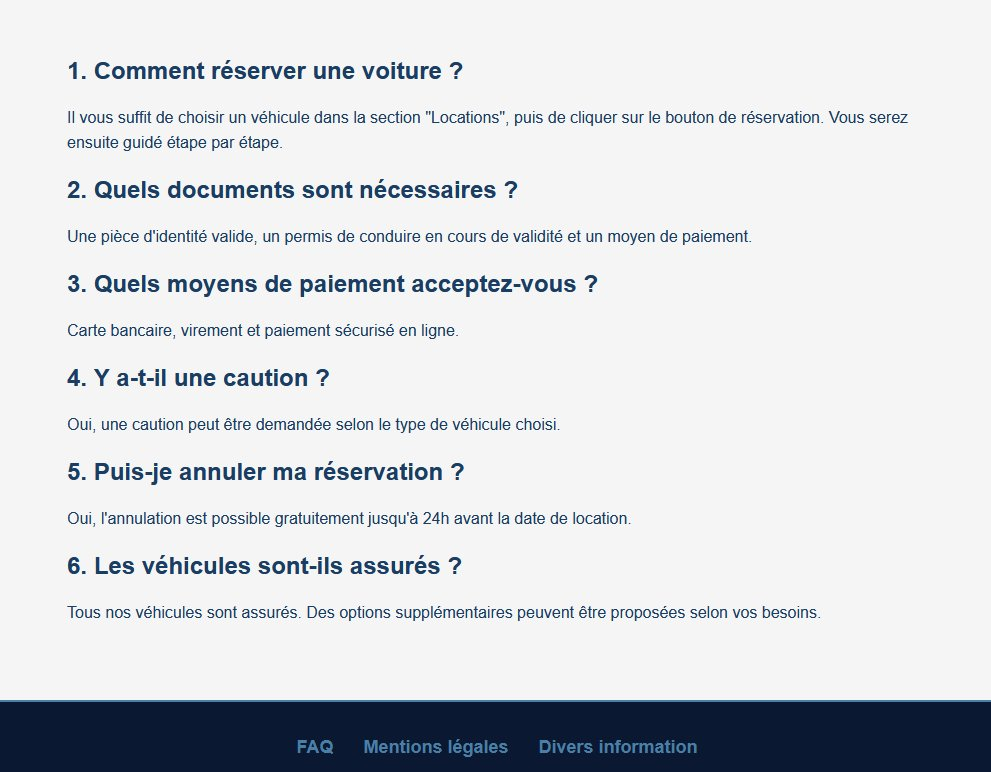 1. Comment réserver une voiture ?
Il vous suffit de choisir un véhicule dans la section "Locations", puis de cliquer sur le bouton de réservation. Vous serez
ensuite guidé étape par étape.
2. Quels documents sont nécessaires ?
Une pièce d'identité valide, un permis de conduire en cours de validité et un moyen de paiement.
3. Quels moyens de paiement acceptez-vous ?
Carte bancaire, virement et paiement sécurisé en ligne.
4. Y a-t-il une caution ?
Oui, une caution peut être demandée selon le type de véhicule choisi.
5. Puis-je annuler ma réservation ?
Oui, l'annulation est possible gratuitement jusqu'à 24h avant la date de location.
6. Les véhicules sont-ils assurés ?
Tous nos véhicules sont assurés. Des options supplémentaires peuvent être proposées selon vos besoins.
FAQ Mentions légales Divers information